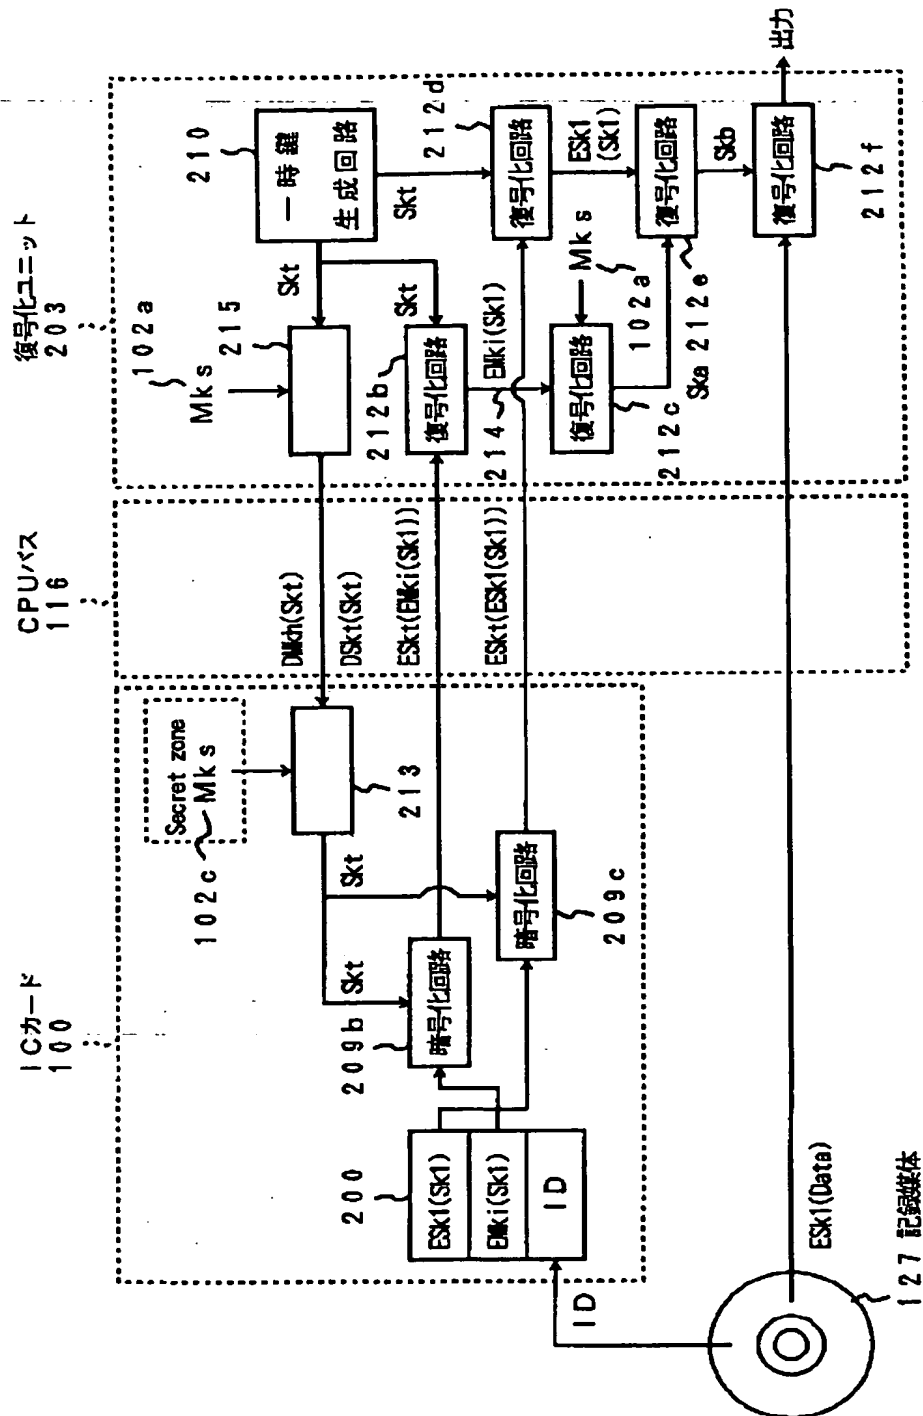 ICカード
100
CPUバス
116
復号化ユニット
203
102a
Mks
215
210
一時鍵
生成回路
Skt
Skt
Secret zone
Mks
102c
213
DMkh(Skt)
DSkt(Skt)
Skt
Skt
209b
暗号化回路
暗号化回路
209c
ESkt(EMki(Sk1))
ESkt(ESk1(Sk1))
212b
復号化回路
Skt
212d
復号化回路
214
EMki(Sk1)
ESk1
(Sk1)
Mks
102a
復号化回路
212c
Ska
212e
復号化回路
Skb
復号化回路
212f
出力
200
ESk1(Sk1)
EMki(Sk1)
ID
ID
ESk1(Data)
127 記録媒体